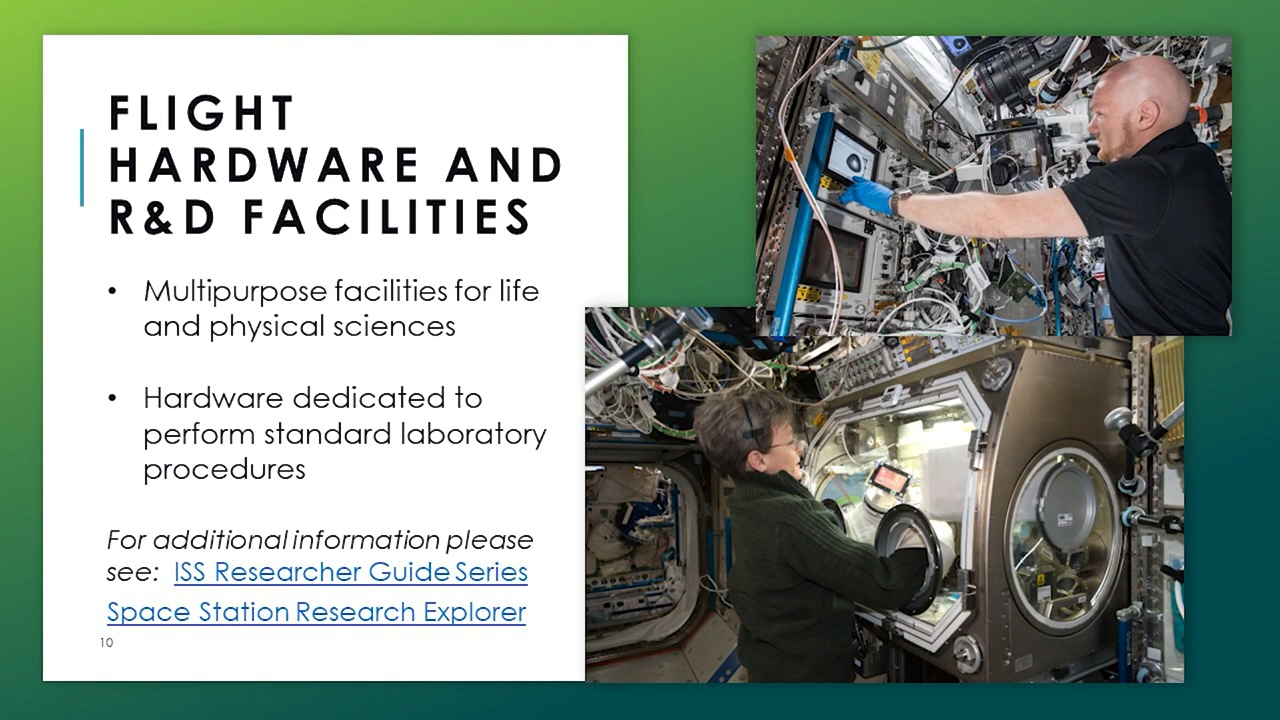 FLIGHT
HARDWARE AND
R&D FACILITIES
• Multipurpose facilities for life
and physical sciences
• Hardware dedicated to
perform standard laboratory
procedures
For additional information please
see: ISS Researcher Guide Series
Space Station Research Explorer
10